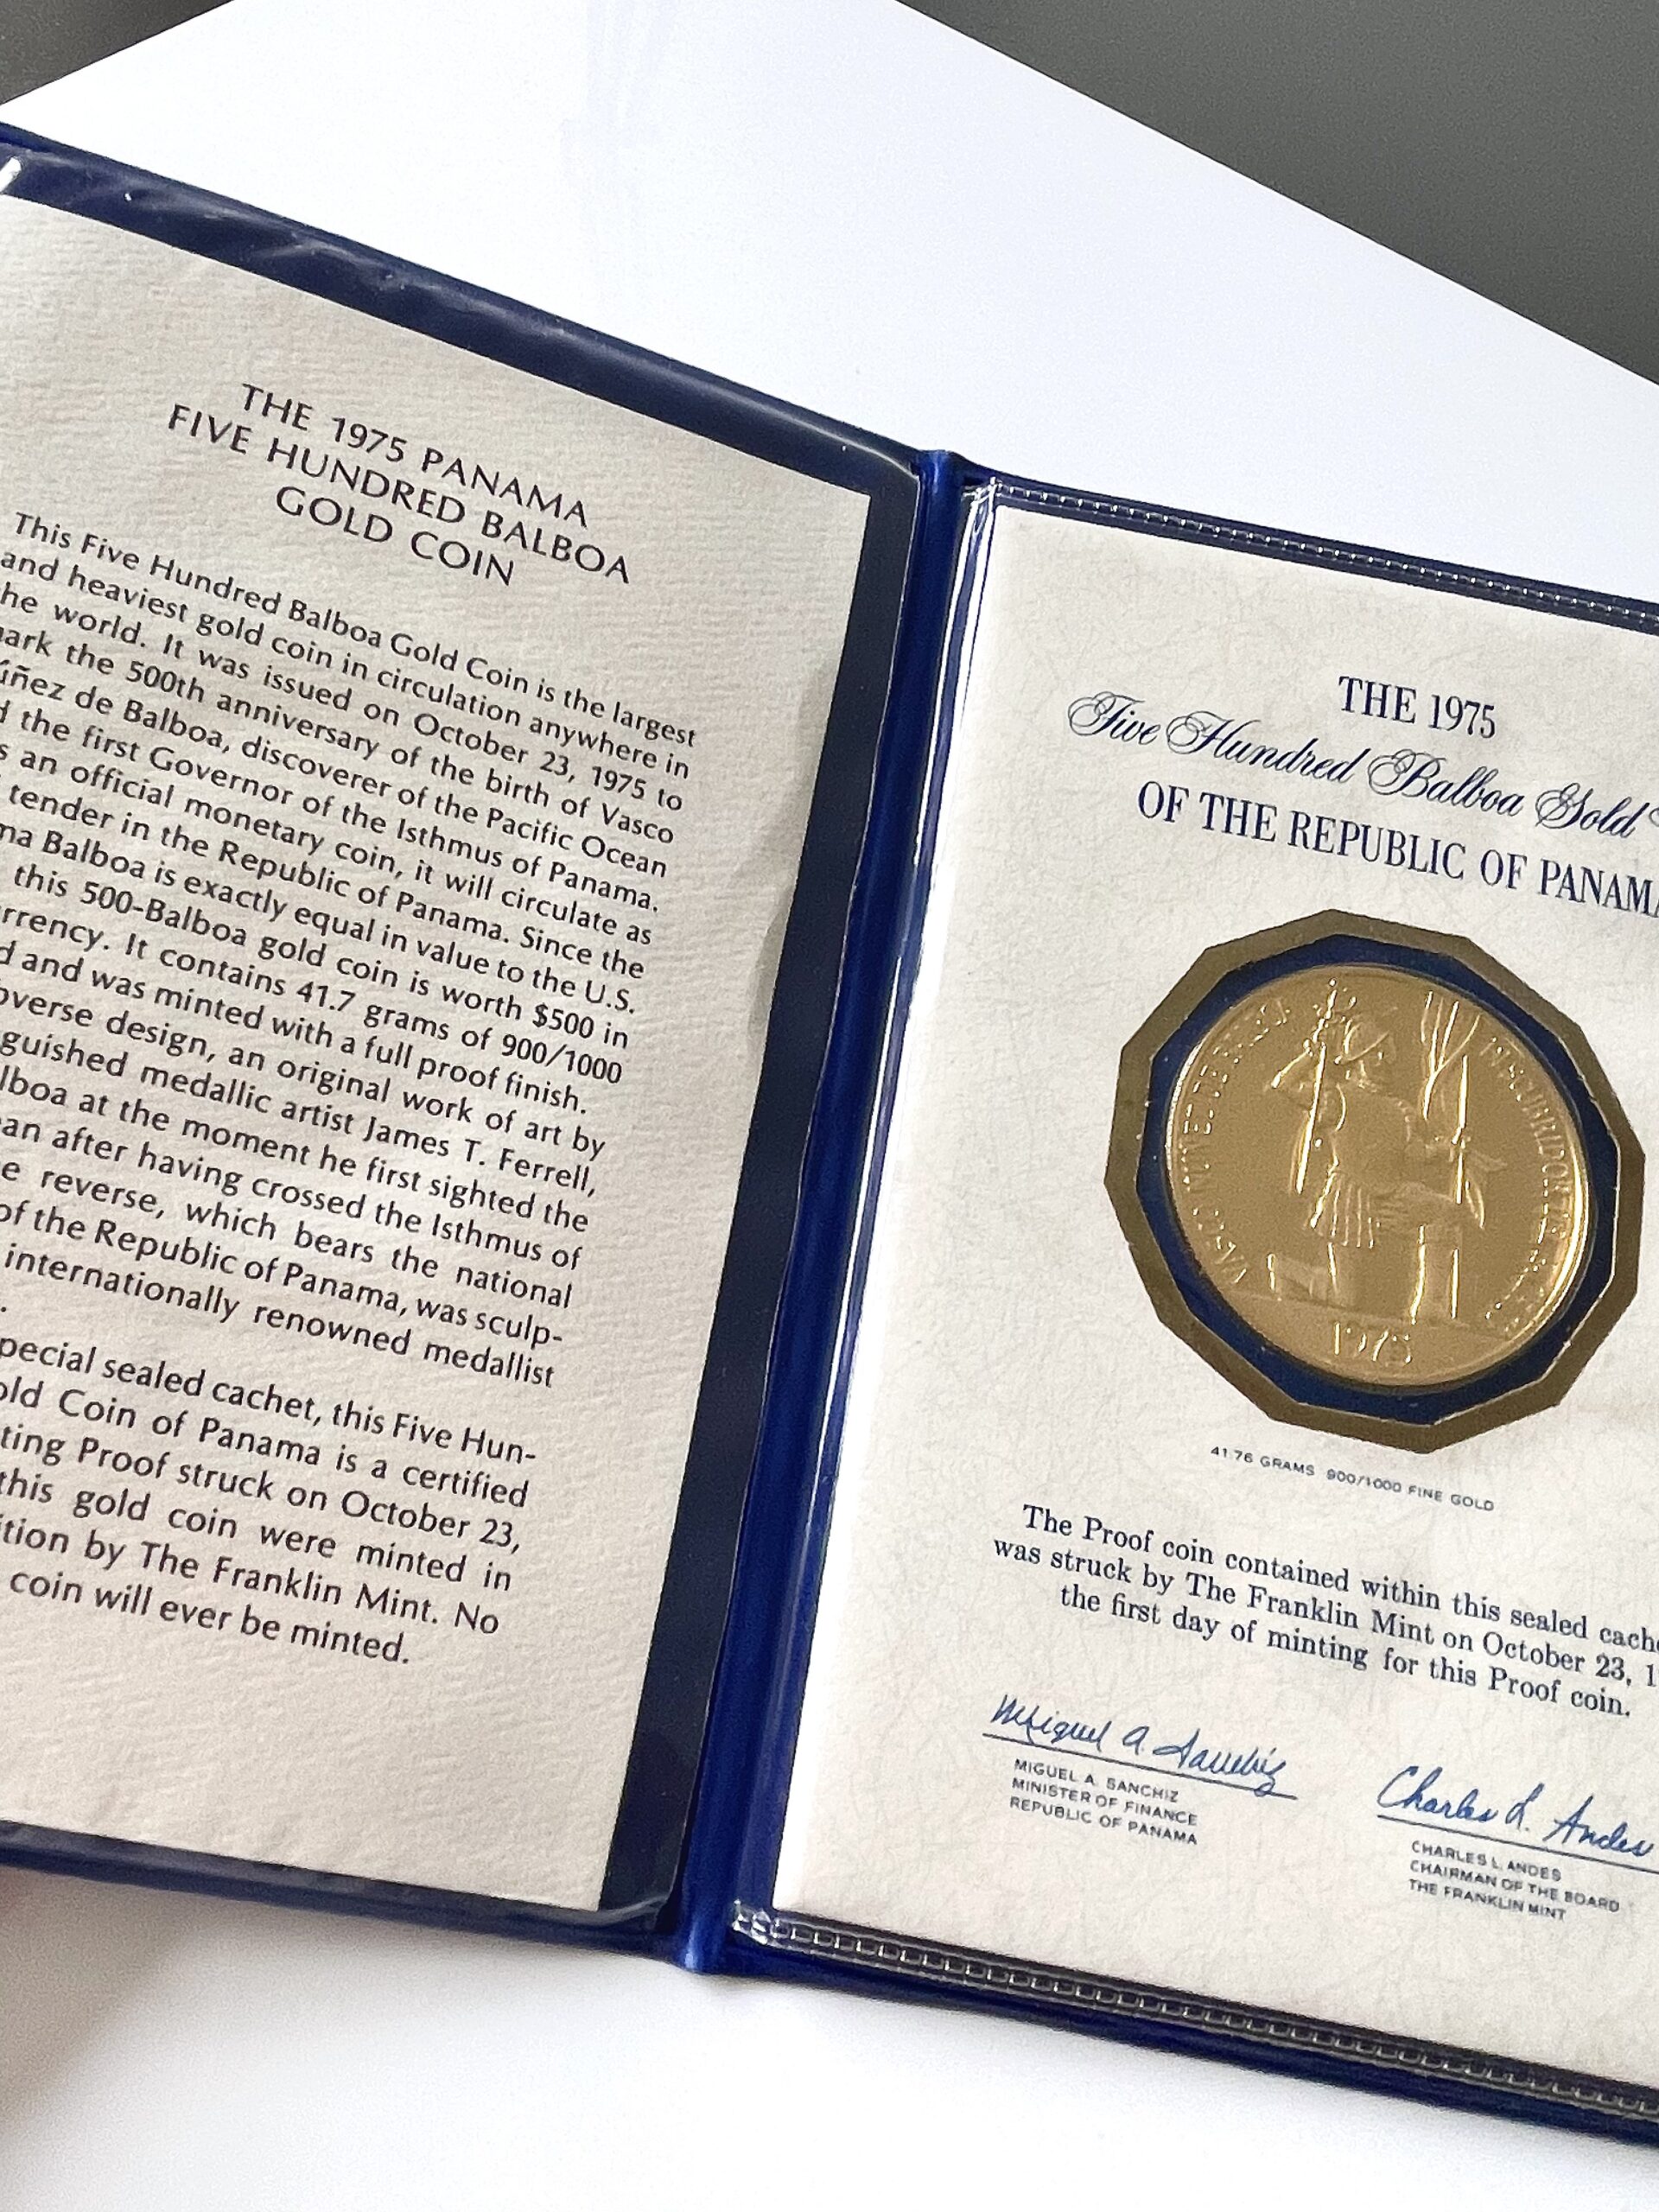 THE 1975 PANAMA
FIVE HUNDRED BALBOA
GOLD COIN
This Five Hundred Balboa Gold Coin is the largest
and heaviest gold coin in circulation anywhere in
the world. It was issued on October 23, 1975 to
mark the 500th anniversary of the birth of Vasco
úñez de Balboa, discoverer of the Pacific Ocean
the first Governor of the Isthmus of Panama.
an official monetary coin, it will circulate as
tender in the Republic of Panama. Since the
ma Balboa is exactly equal in value to the U.S.
this 500-Balboa gold coin is worth $500 in
rrency. It contains 41.7 grams of 900/1000
and was minted with a full proof finish.
bverse design, an original work of art by
guished medallic artist James T. Ferrell,
lboa at the moment he first sighted the
an after having crossed the Isthmus of
e reverse, which bears the national
of the Republic of Panama, was sculp-
internationally renowned medallist
pecial sealed cachet, this Five Hun-
old Coin of Panama is a certified
ting Proof struck on October 23,
this gold coin were minted in
ition by The Franklin Mint. No
coin will ever be minted.
THE 1975
Five Hundred Balboa Gold
OF THE REPUBLIC OF PANAMA
1975
41.76 GRAMS 900/1000 FINE GOLD
The Proof coin contained within this sealed cache
was struck by The Franklin Mint on October 23, 1
the first day of minting for this Proof coin.
Miguel A. Sanchiz
MIGUEL A. SANCHIZ
MINISTER OF FINANCE
REPUBLIC OF PANAMA
Charles L. Andes
CHARLES L. ANDES
CHAIRMAN OF THE BOARD
THE FRANKLIN MINT